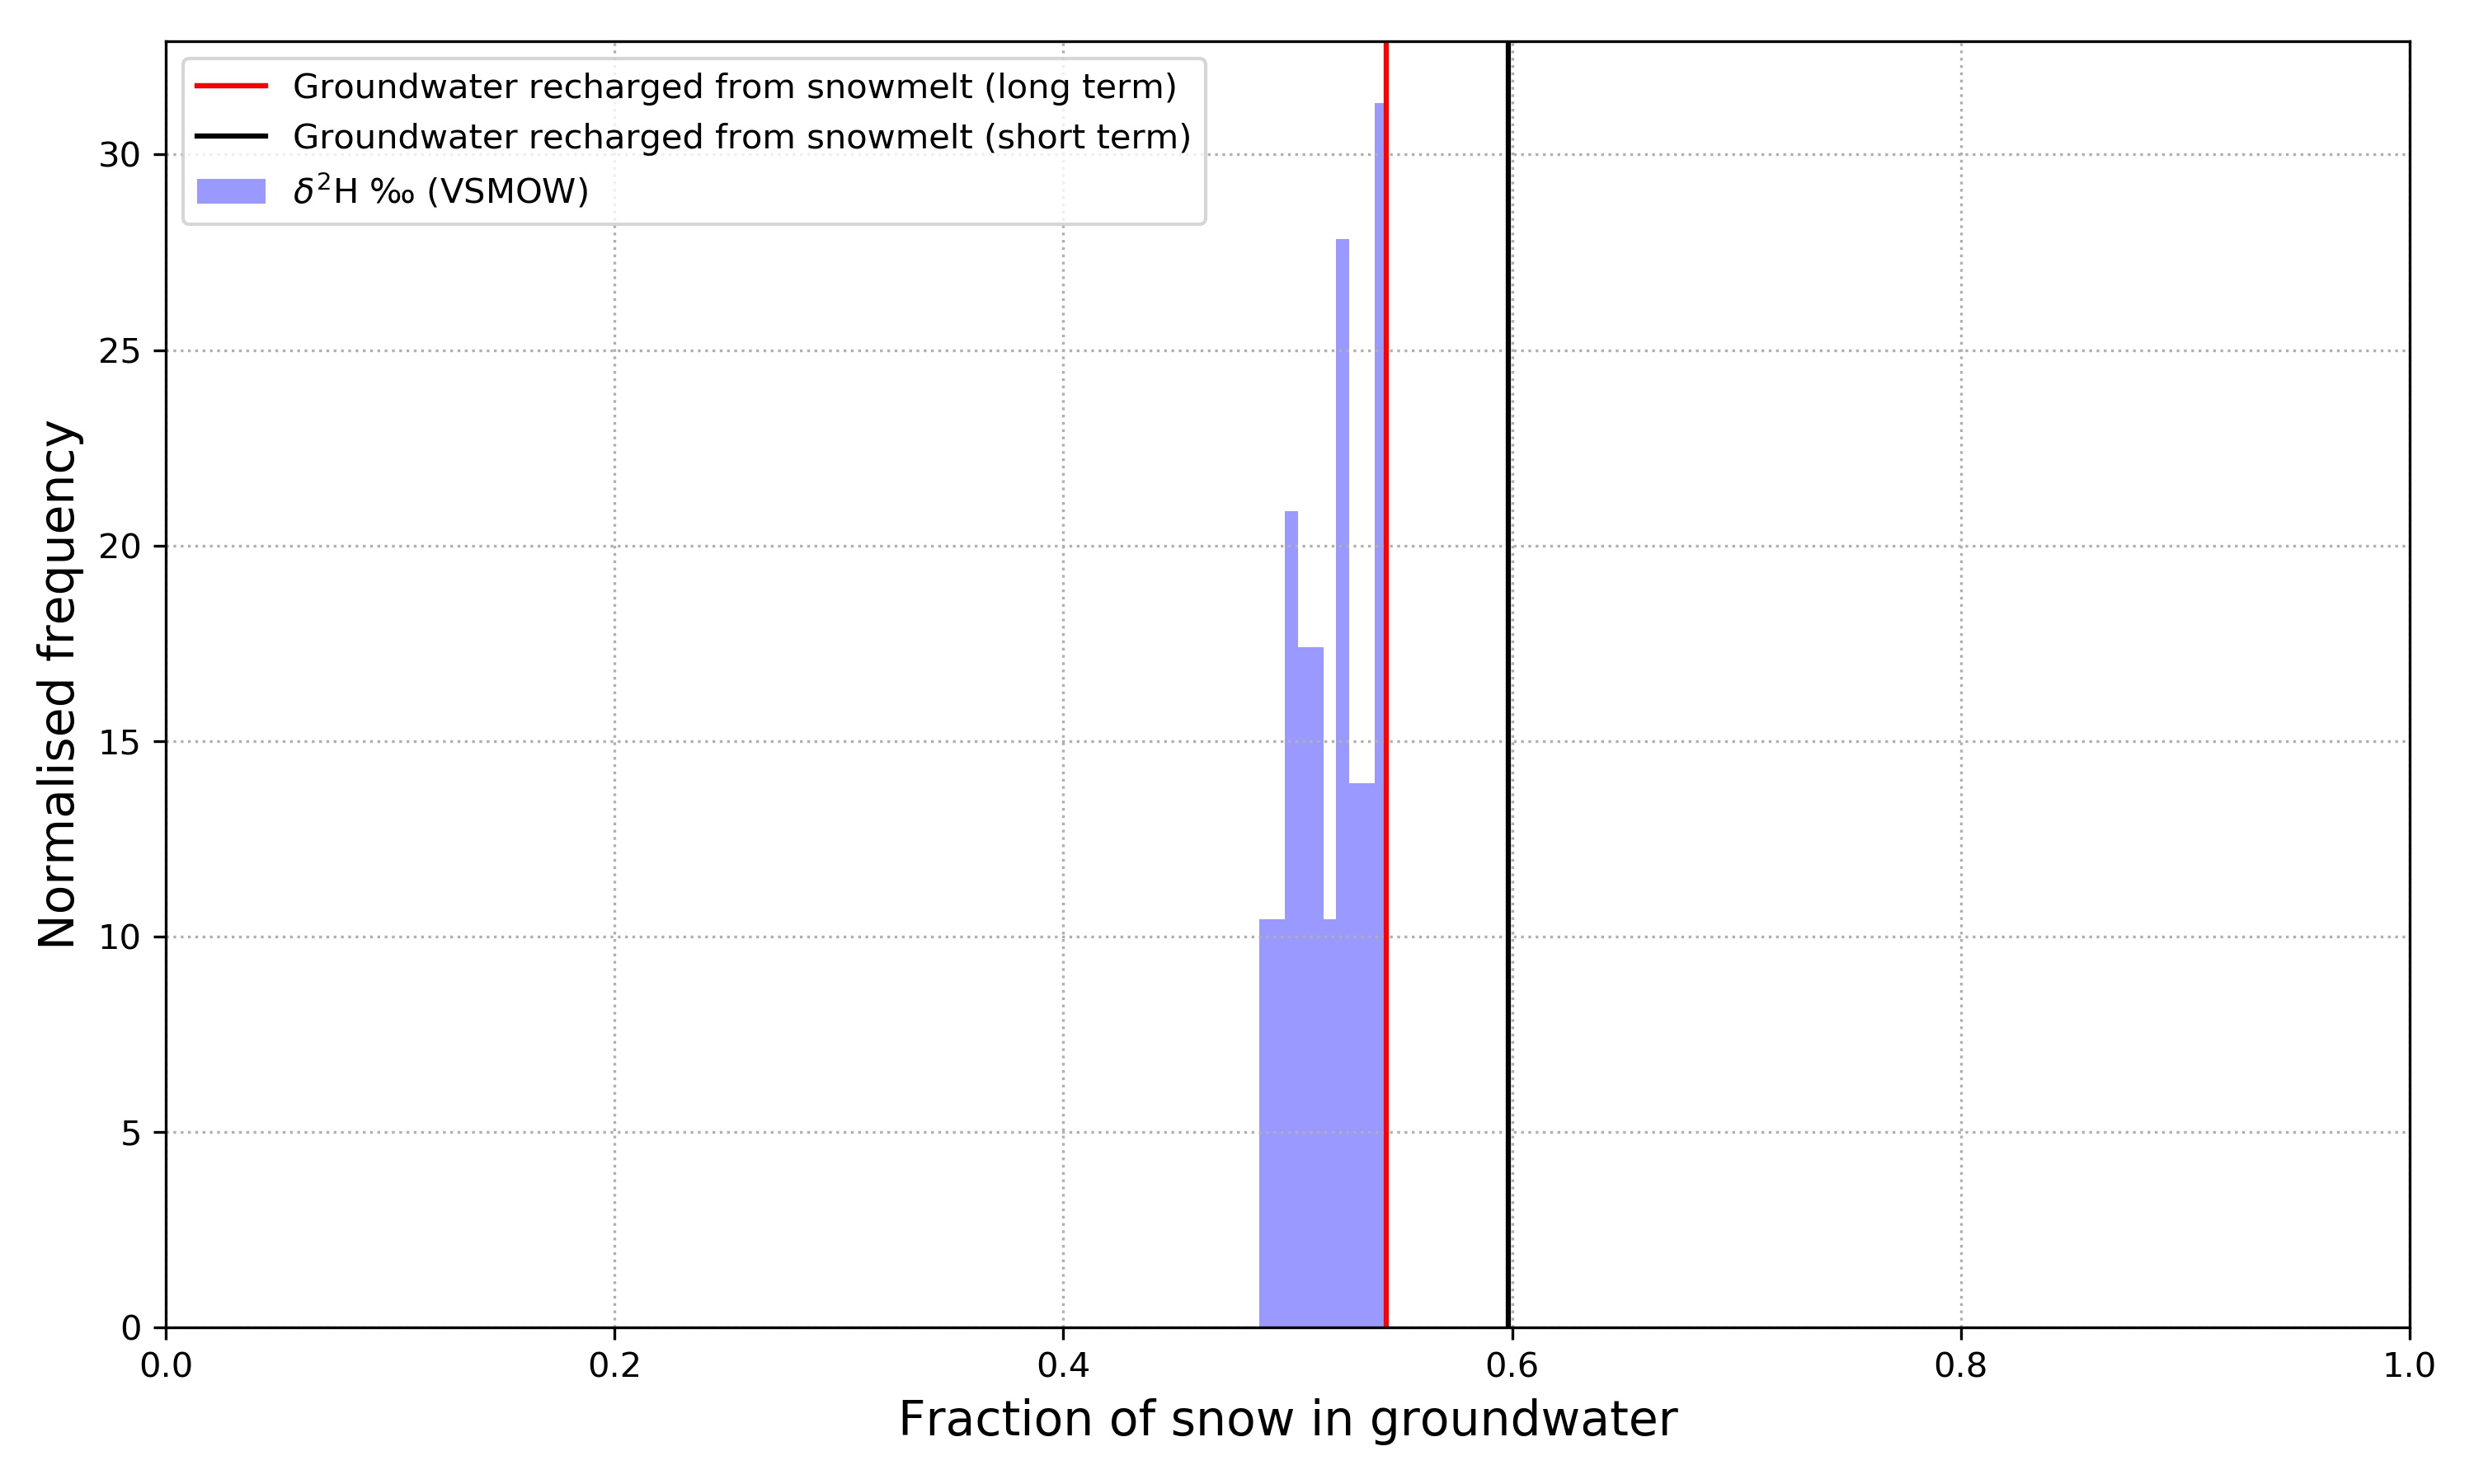 Groundwater recharged from snowmelt (long term)
Groundwater recharged from snowmelt (short term)
δ²H ‰ (VSMOW)
30
25
20
15
10
5
0
Normalised frequency
0.0 0.2 0.4 0.6 0.8 1.0
Fraction of snow in groundwater